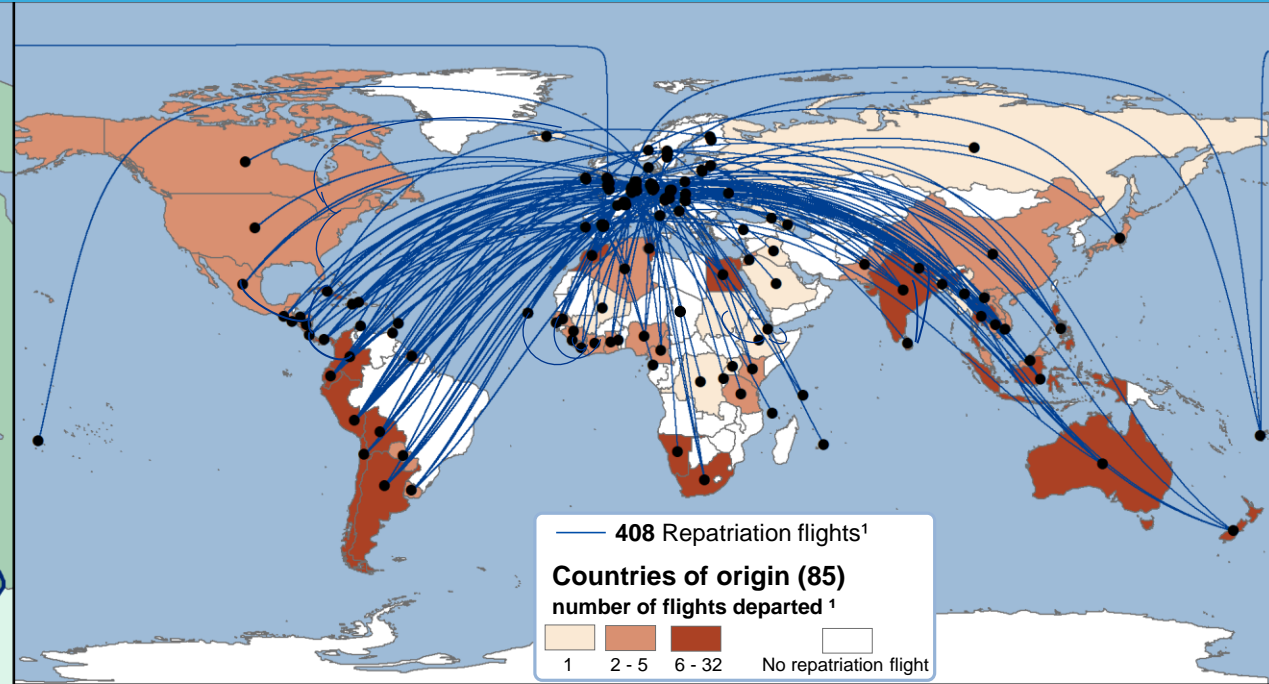 408 Repatriation flights¹
Countries of origin (85)
number of flights departed ¹
1
2 - 5
6 - 32
No repatriation flight